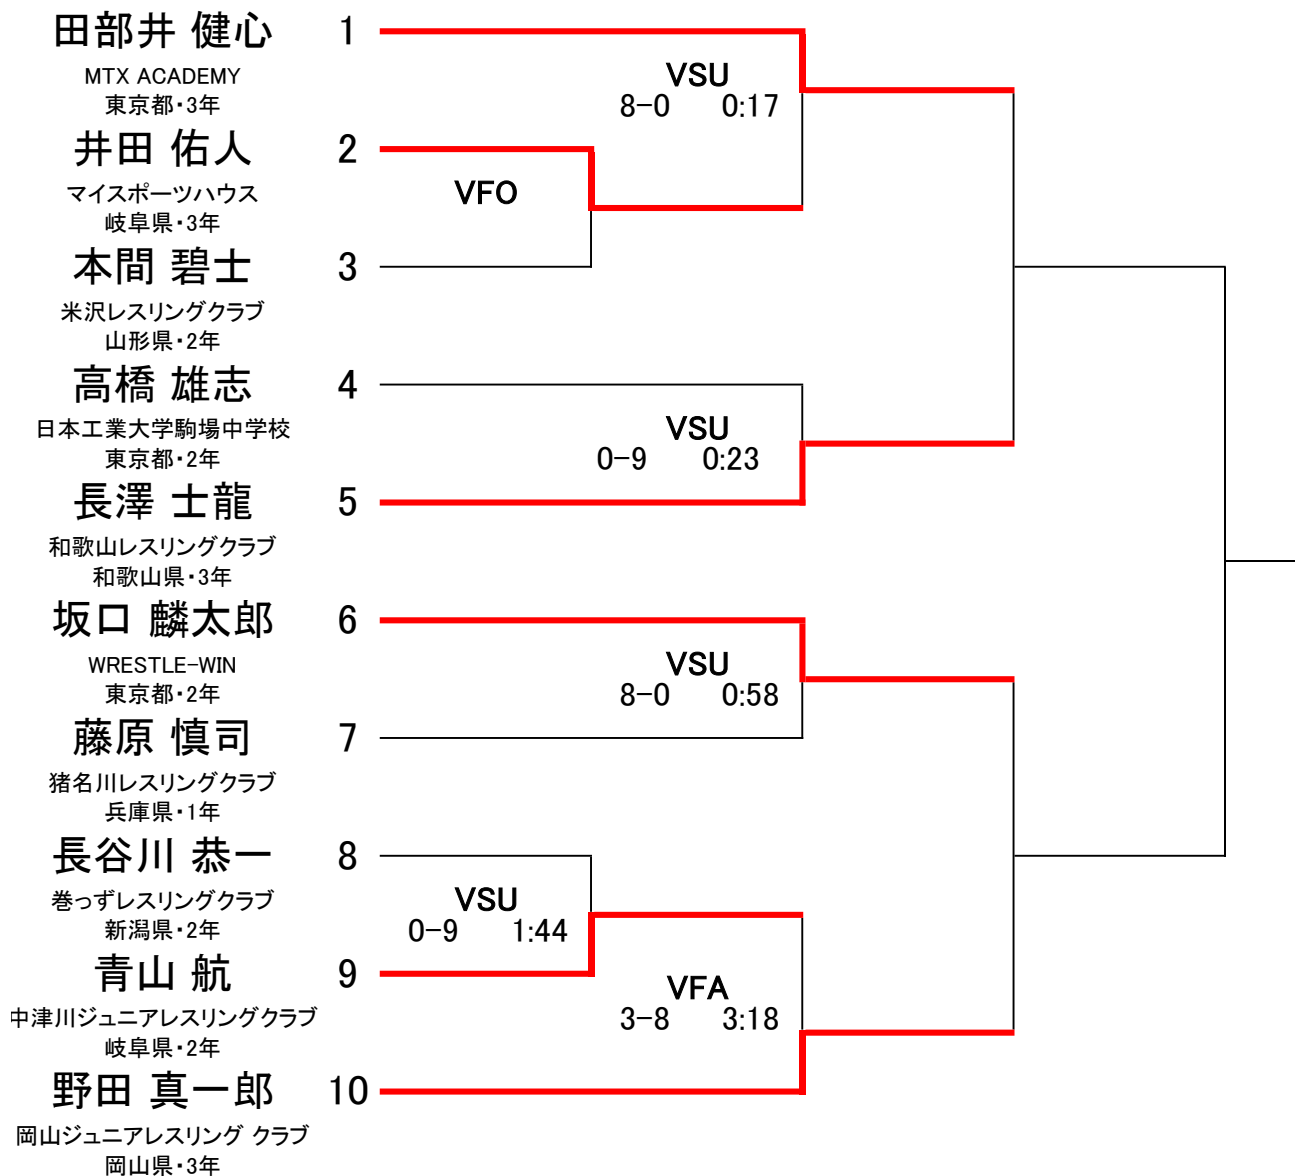 田部井 健心 1
MTX ACADEMY
東京都・3年
VSU
8-0 0:17
井田 佑人 2
マイスポーツハウス
岐阜県・3年
VFO
本間 碧士 3
米沢レスリングクラブ
山形県・2年
高橋 雄志 4
日本工業大学駒場中学校
東京都・2年
VSU
0-9 0:23
長澤 士龍 5
和歌山レスリングクラブ
和歌山県・3年
坂口 麟太郎 6
WRESTLE-WIN
東京都・2年
VSU
8-0 0:58
藤原 慎司 7
猪名川レスリングクラブ
兵庫県・1年
長谷川 恭一 8
巻っずレスリングクラブ
新潟県・2年
VSU
0-9 1:44
青山 航 9
中津川ジュニアレスリングクラブ
岐阜県・2年
VFA
3-8 3:18
野田 真一郎 10
岡山ジュニアレスリング クラブ
岡山県・3年